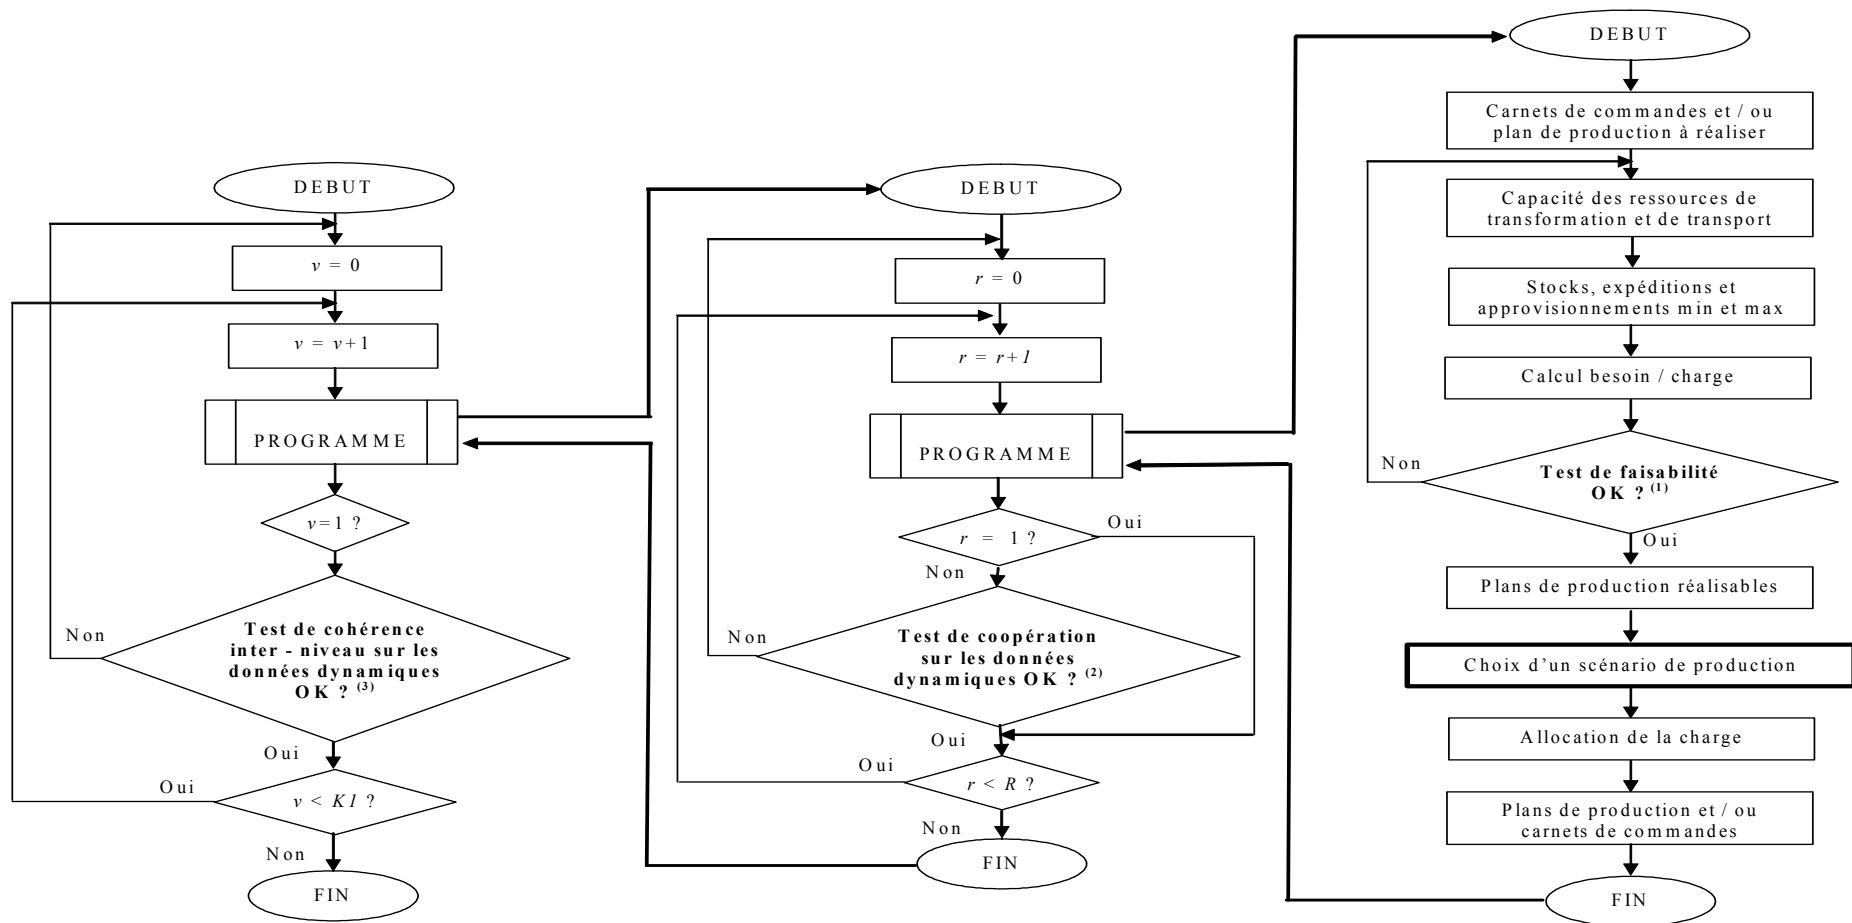 DEBUT
v = 0
v = v+1
PROGRAMME
v=1 ?
Non
Test de cohérence
inter - niveau sur les
données dynamiques
OK ? (3)
Oui
Oui
v < K1 ?
Non
FIN
DEBUT
r = 0
r = r+1
PROGRAMME
Oui
r = 1 ?
Non
Non
Test de coopération
sur les données
dynamiques OK ? (2)
Oui
Oui
r < R ?
Non
FIN
DEBUT
Carnets de commandes et / ou
plan de production à réaliser
Capacité des ressources de
transformation et de transport
Stocks, expéditions et
approvisionnements min et max
Calcul besoin / charge
Non
Test de faisabilité
OK ? (1)
Oui
Plans de production réalisables
Choix d’un scénario de production
Allocation de la charge
Plans de production et / ou
carnets de commandes
FIN